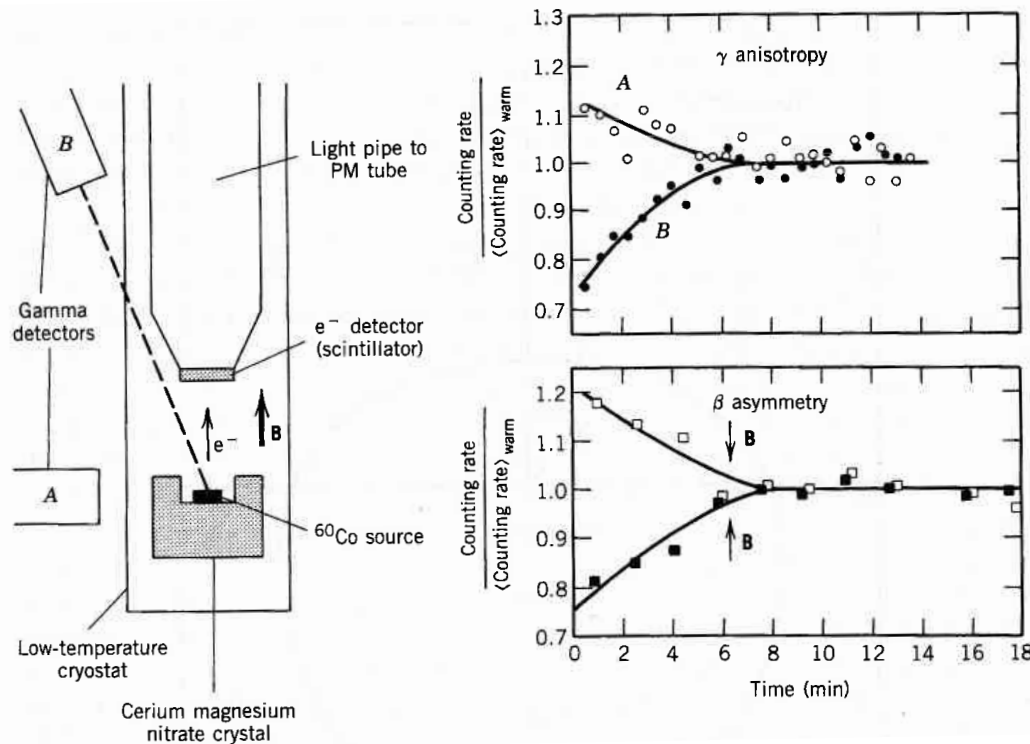 B
Light pipe to
PM tube
Gamma
detectors
e⁻ detector
(scintillator)
e⁻
B
A
⁶⁰Co source
Low-temperature
cryostat
Cerium magnesium
nitrate crystal
Counting rate
⟨Counting rate⟩ warm
1.3
1.2
1.1
1.0
0.9
0.8
0.7
γ anisotropy
A
B
Counting rate
⟨Counting rate⟩ warm
1.2
1.1
1.0
0.9
0.8
0.7
β asymmetry
B
B
0 2 4 6 8 10 12 14 16 18
Time (min)